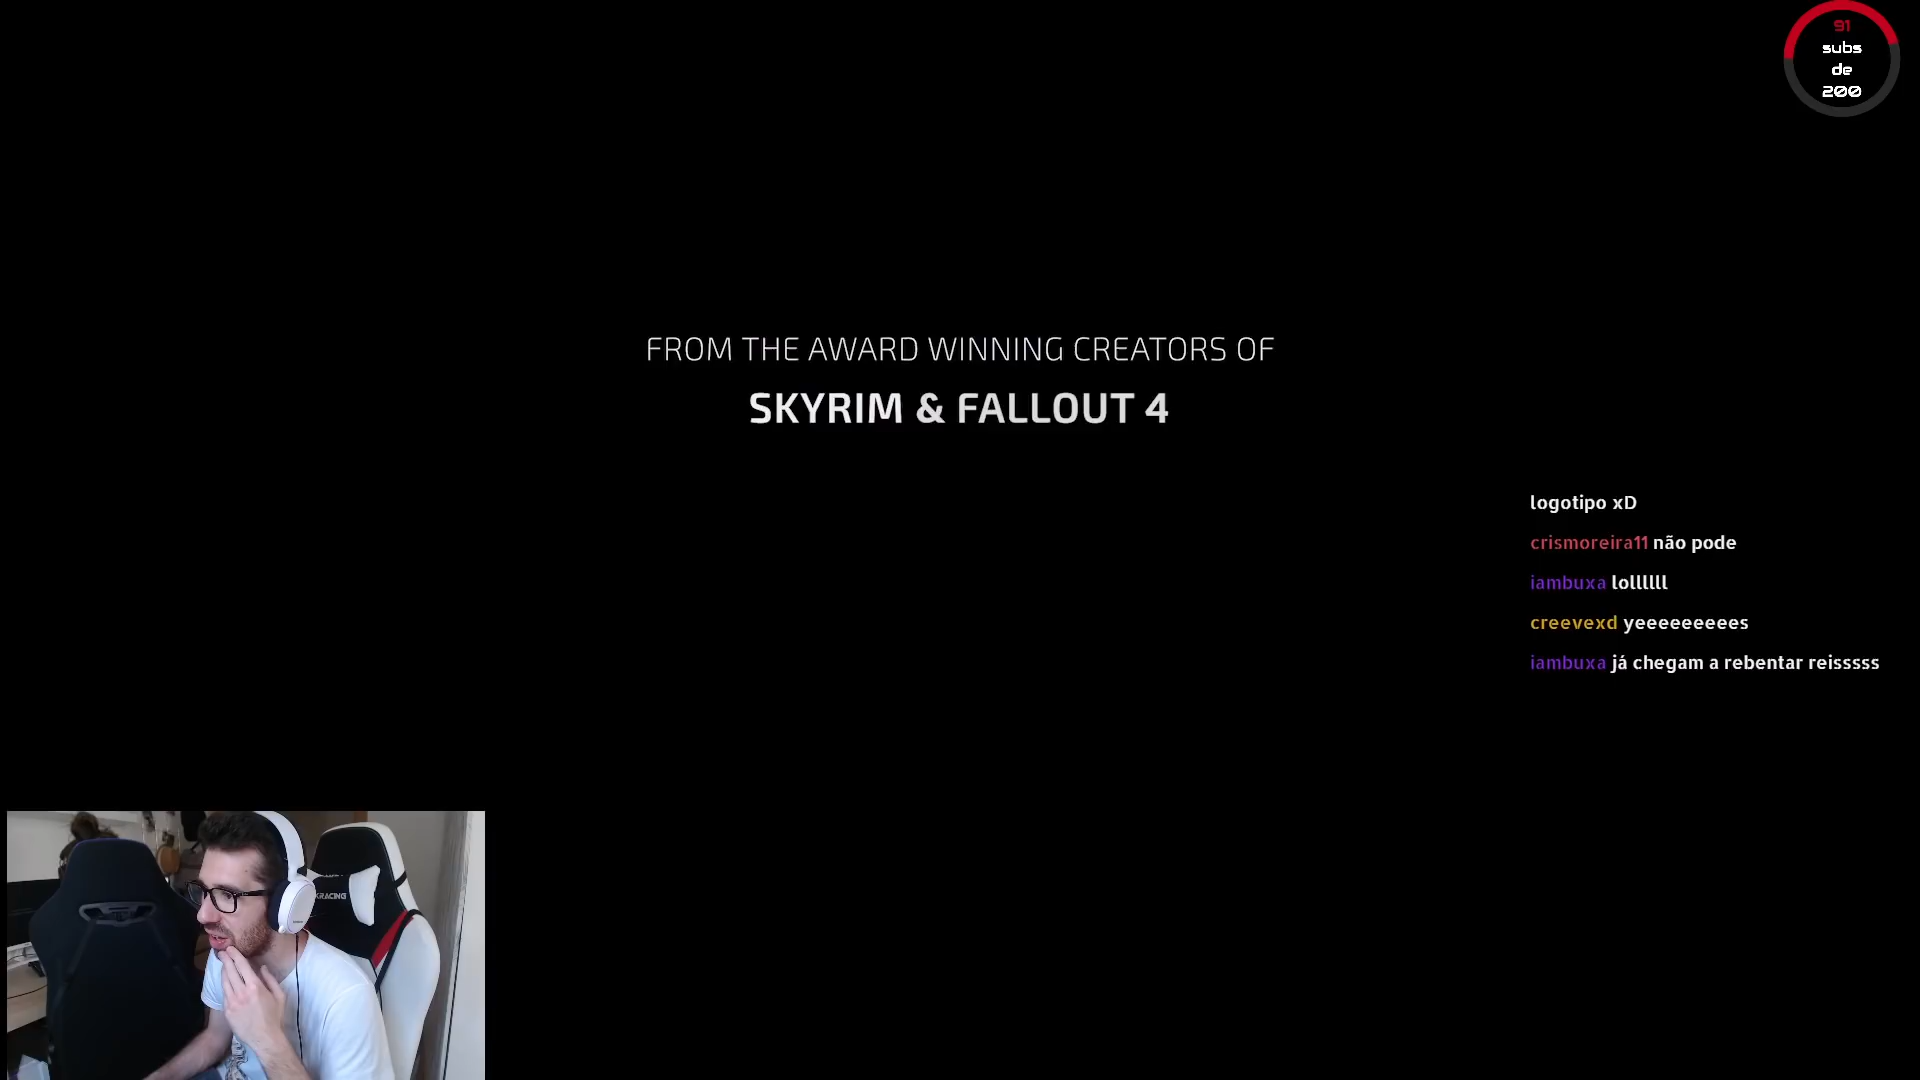 91
subs
de
200
FROM THE AWARD WINNING CREATORS OF
SKYRIM & FALLOUT 4
logotipo xD
crismoreira11 não pode
iambuxa lollllll
creevexd yeeeeeeeees
iambuxa já chegam a rebentar reisssss